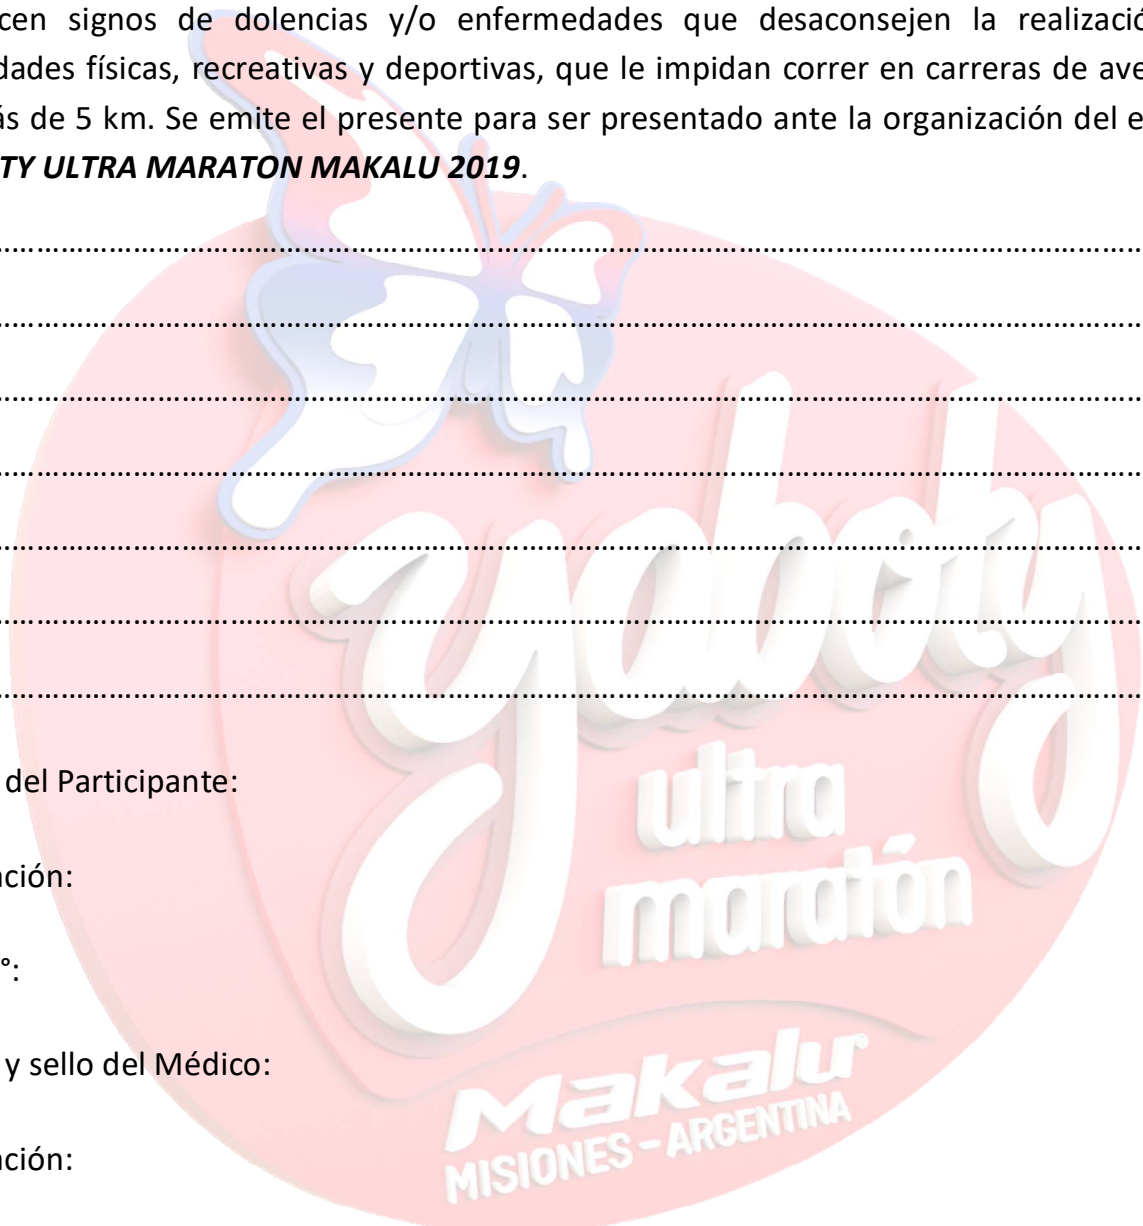 cen signos de dolencias y/o enfermedades que desaconsejen la realizació
dades físicas, recreativas y deportivas, que le impidan correr en carreras de ave
ás de 5 km. Se emite el presente para ser presentado ante la organización del e
TY ULTRA MARATON MAKALU 2019.
del Participante:
ación:
°:
y sello del Médico:
ación:
yaboty
ultra
maratón
Makalu®
MISIONES - ARGENTINA